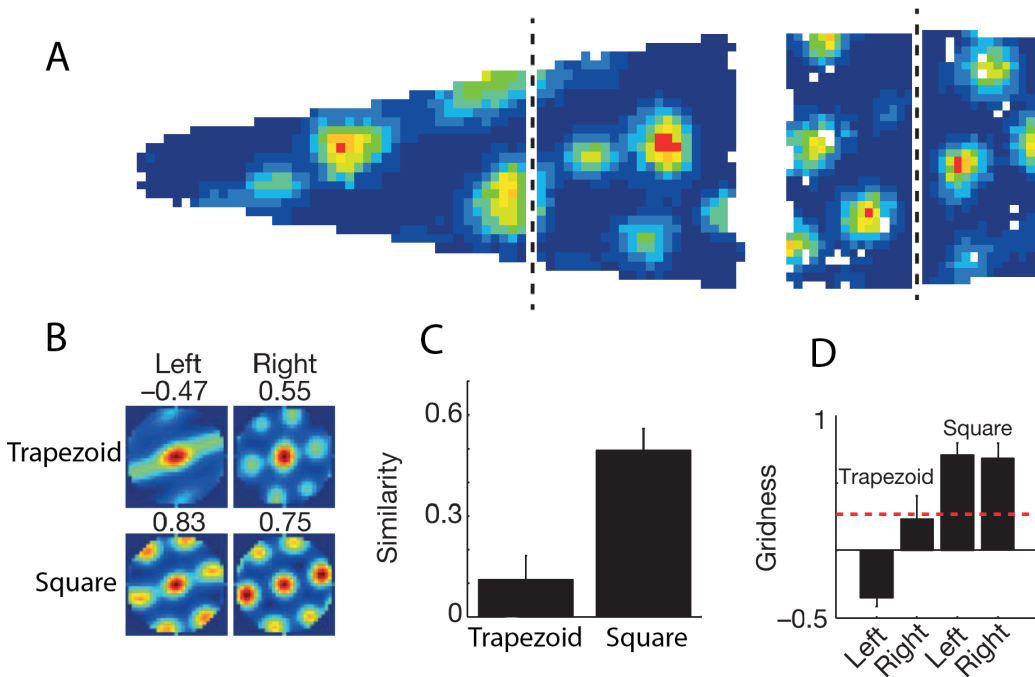 A
B
Left Right
−0.47 0.55
Trapezoid
0.83 0.75
Square
C
Similarity
0.6
0.3
0
Trapezoid Square
D
Gridness
1
Square
Trapezoid
−0.5
Left Right Left Right